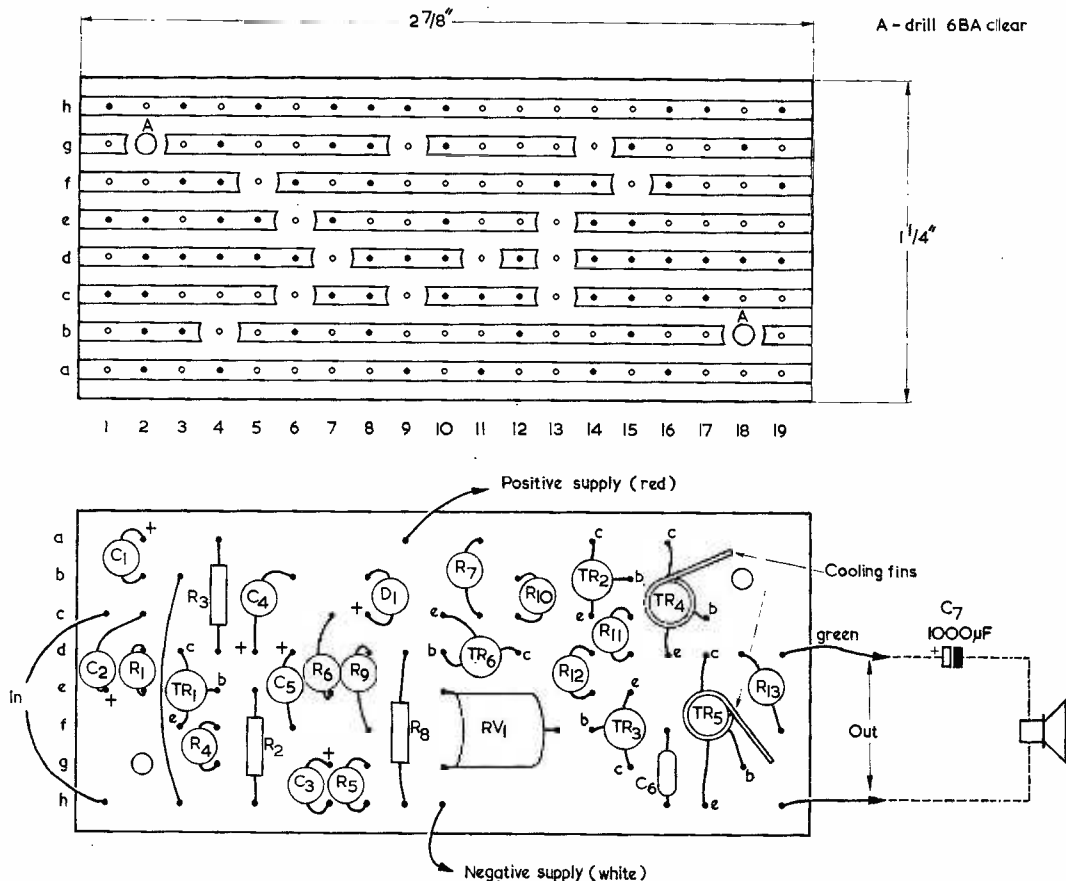 2 7/8"
A - drill 6BA clear
h
A
g
f
e
1 1/4"
d
c
A
b
a
1 2 3 4 5 6 7 8 9 10 11 12 13 14 15 16 17 18 19
Positive supply (red)
a
+
c
c
C1
R7
Cooling fins
b
D1
R10
TR2
b
R3
C4
TR4
C7
1000µF
c
+
e
e
b
R11
green
+
d
c
+
+
b
TR6
c
e
c
C2
R1
R6
R9
R12
R13
In
e
+
TR1
b
C5
e
Out
f
e
b
TR3
TR5
R4
R2
R8
RV1
g
+
c
C6
b
C3
R5
h
e
Negative supply (white)